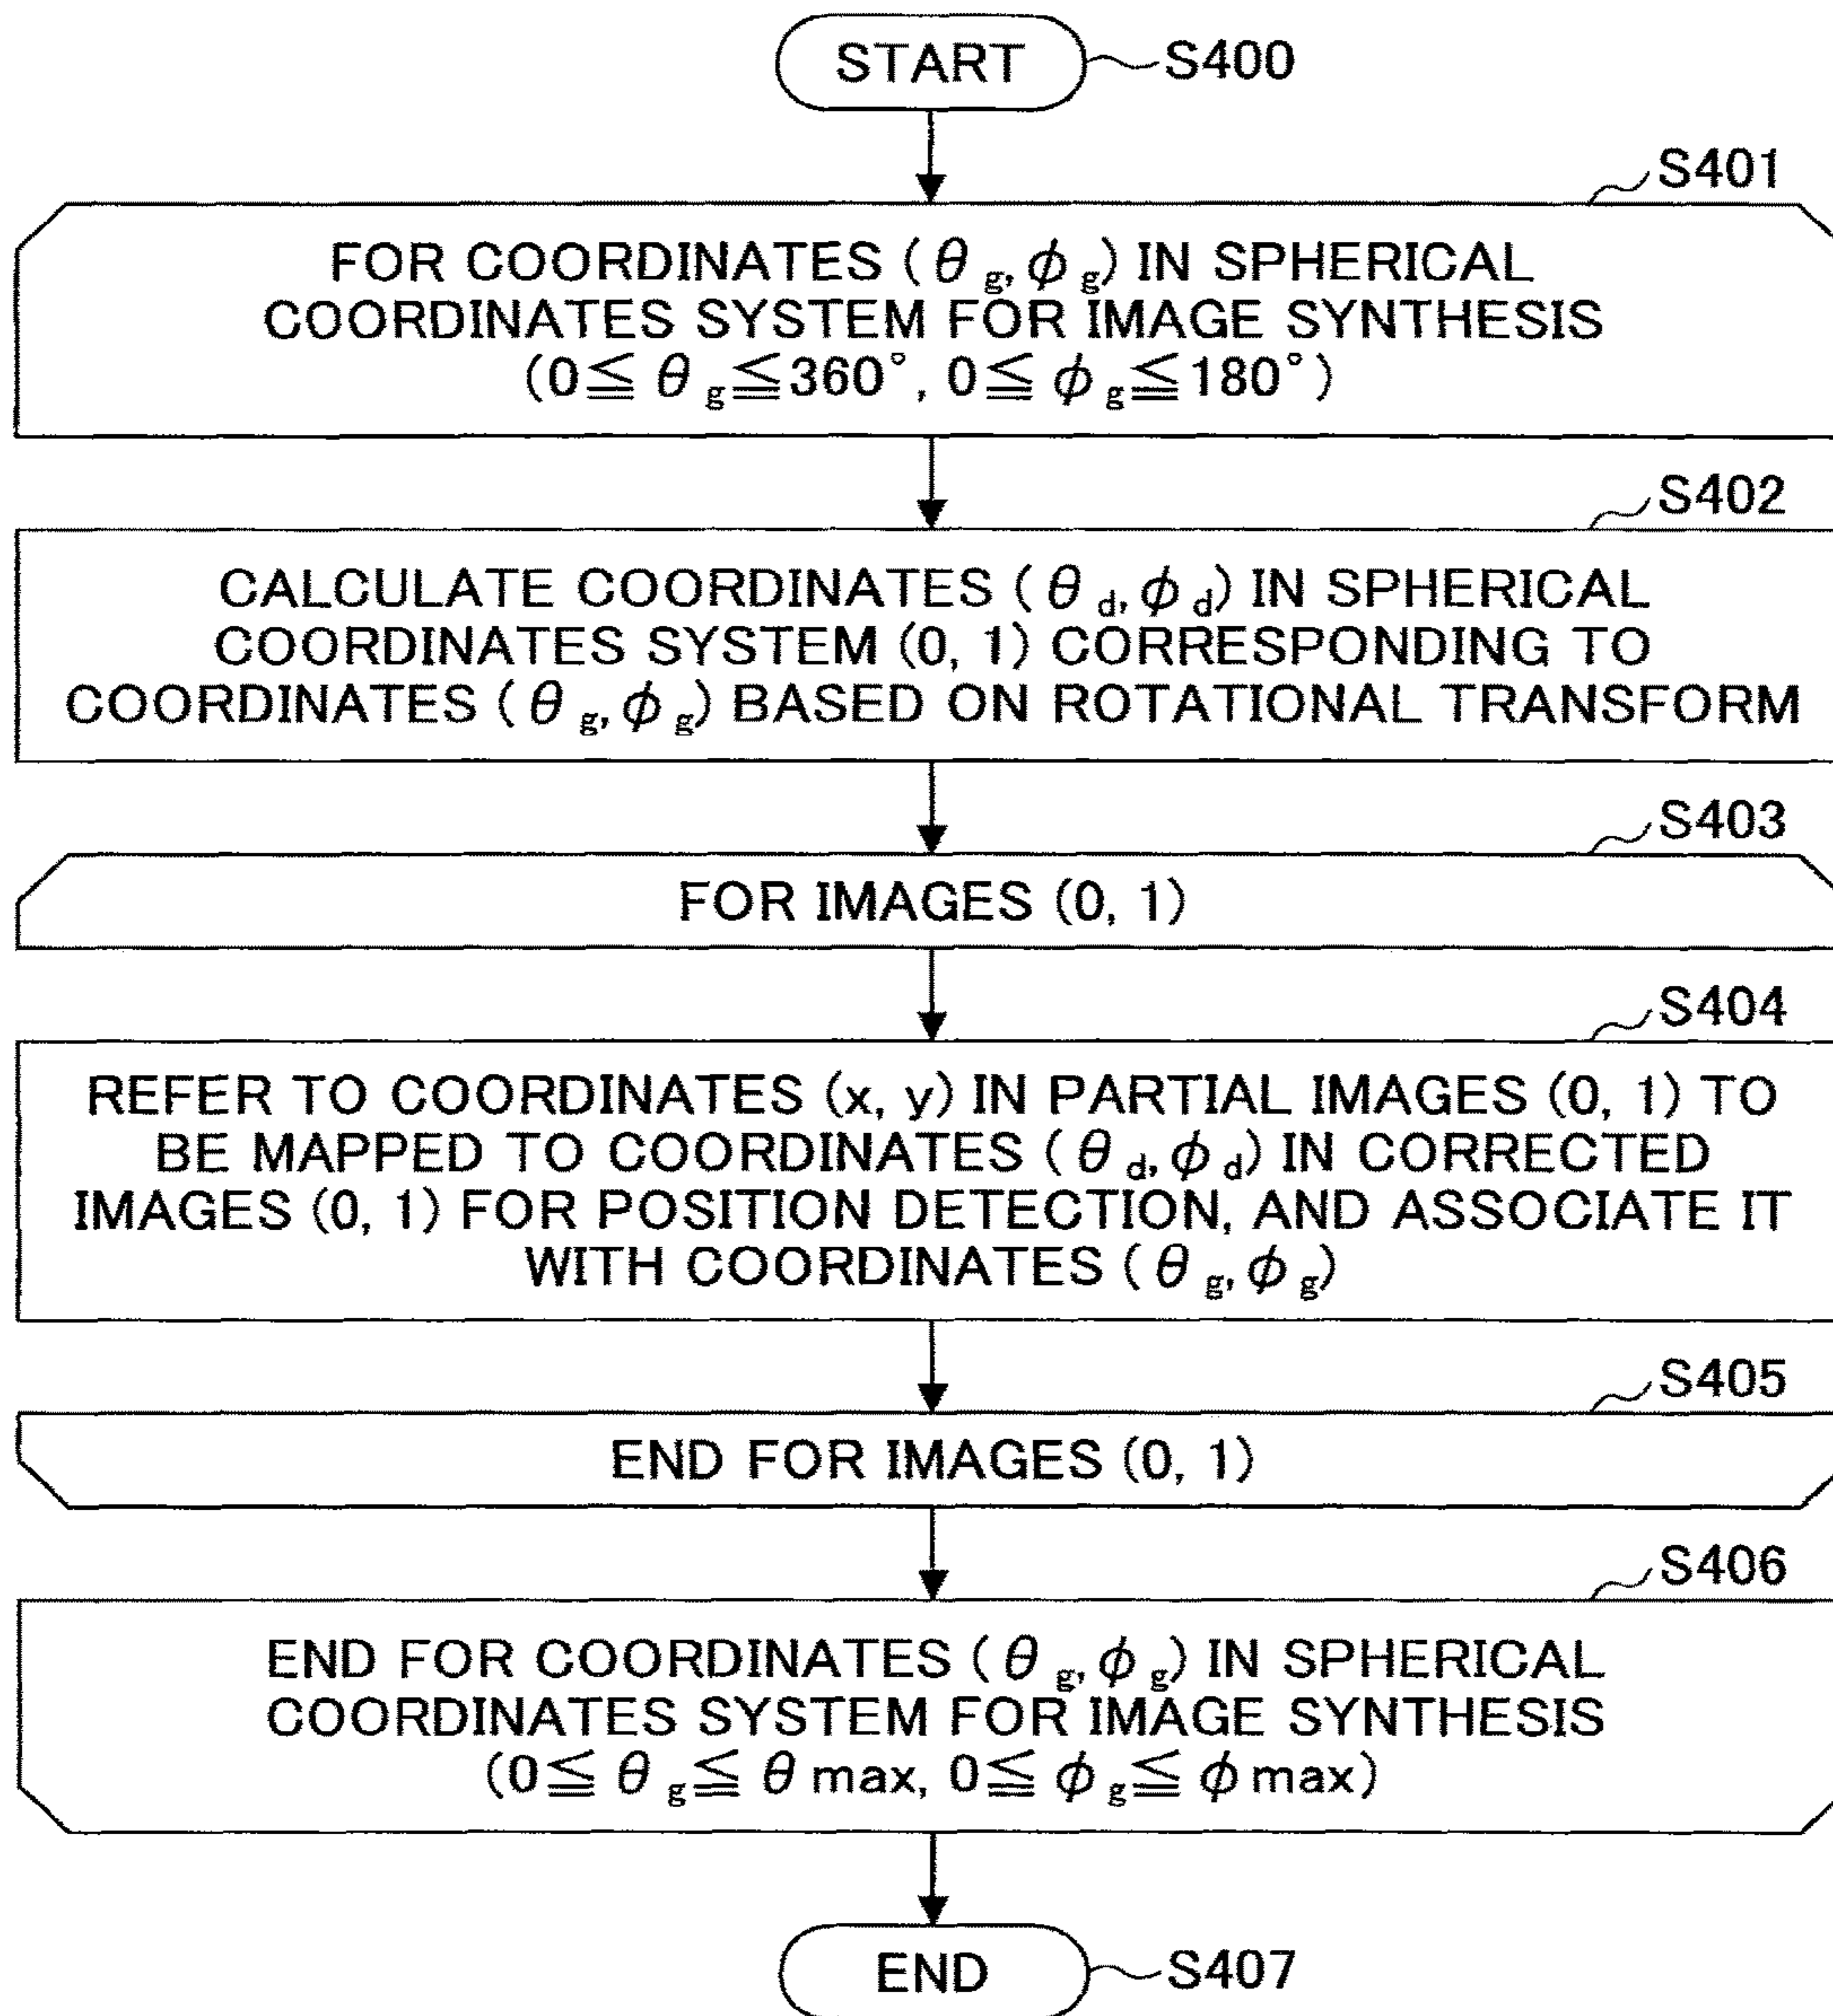 START
S400
S401
FOR COORDINATES (θg, φg) IN SPHERICAL
COORDINATES SYSTEM FOR IMAGE SYNTHESIS
(0≦θg≦360°, 0≦φg≦180°)
S402
CALCULATE COORDINATES (θd, φd) IN SPHERICAL
COORDINATES SYSTEM (0, 1) CORRESPONDING TO
COORDINATES (θg, φg) BASED ON ROTATIONAL TRANSFORM
S403
FOR IMAGES (0, 1)
S404
REFER TO COORDINATES (x, y) IN PARTIAL IMAGES (0, 1) TO
BE MAPPED TO COORDINATES (θd, φd) IN CORRECTED
IMAGES (0, 1) FOR POSITION DETECTION, AND ASSOCIATE IT
WITH COORDINATES (θg, φg)
S405
END FOR IMAGES (0, 1)
S406
END FOR COORDINATES (θg, φg) IN SPHERICAL
COORDINATES SYSTEM FOR IMAGE SYNTHESIS
(0≦θg≦θmax, 0≦φg≦φmax)
END
S407